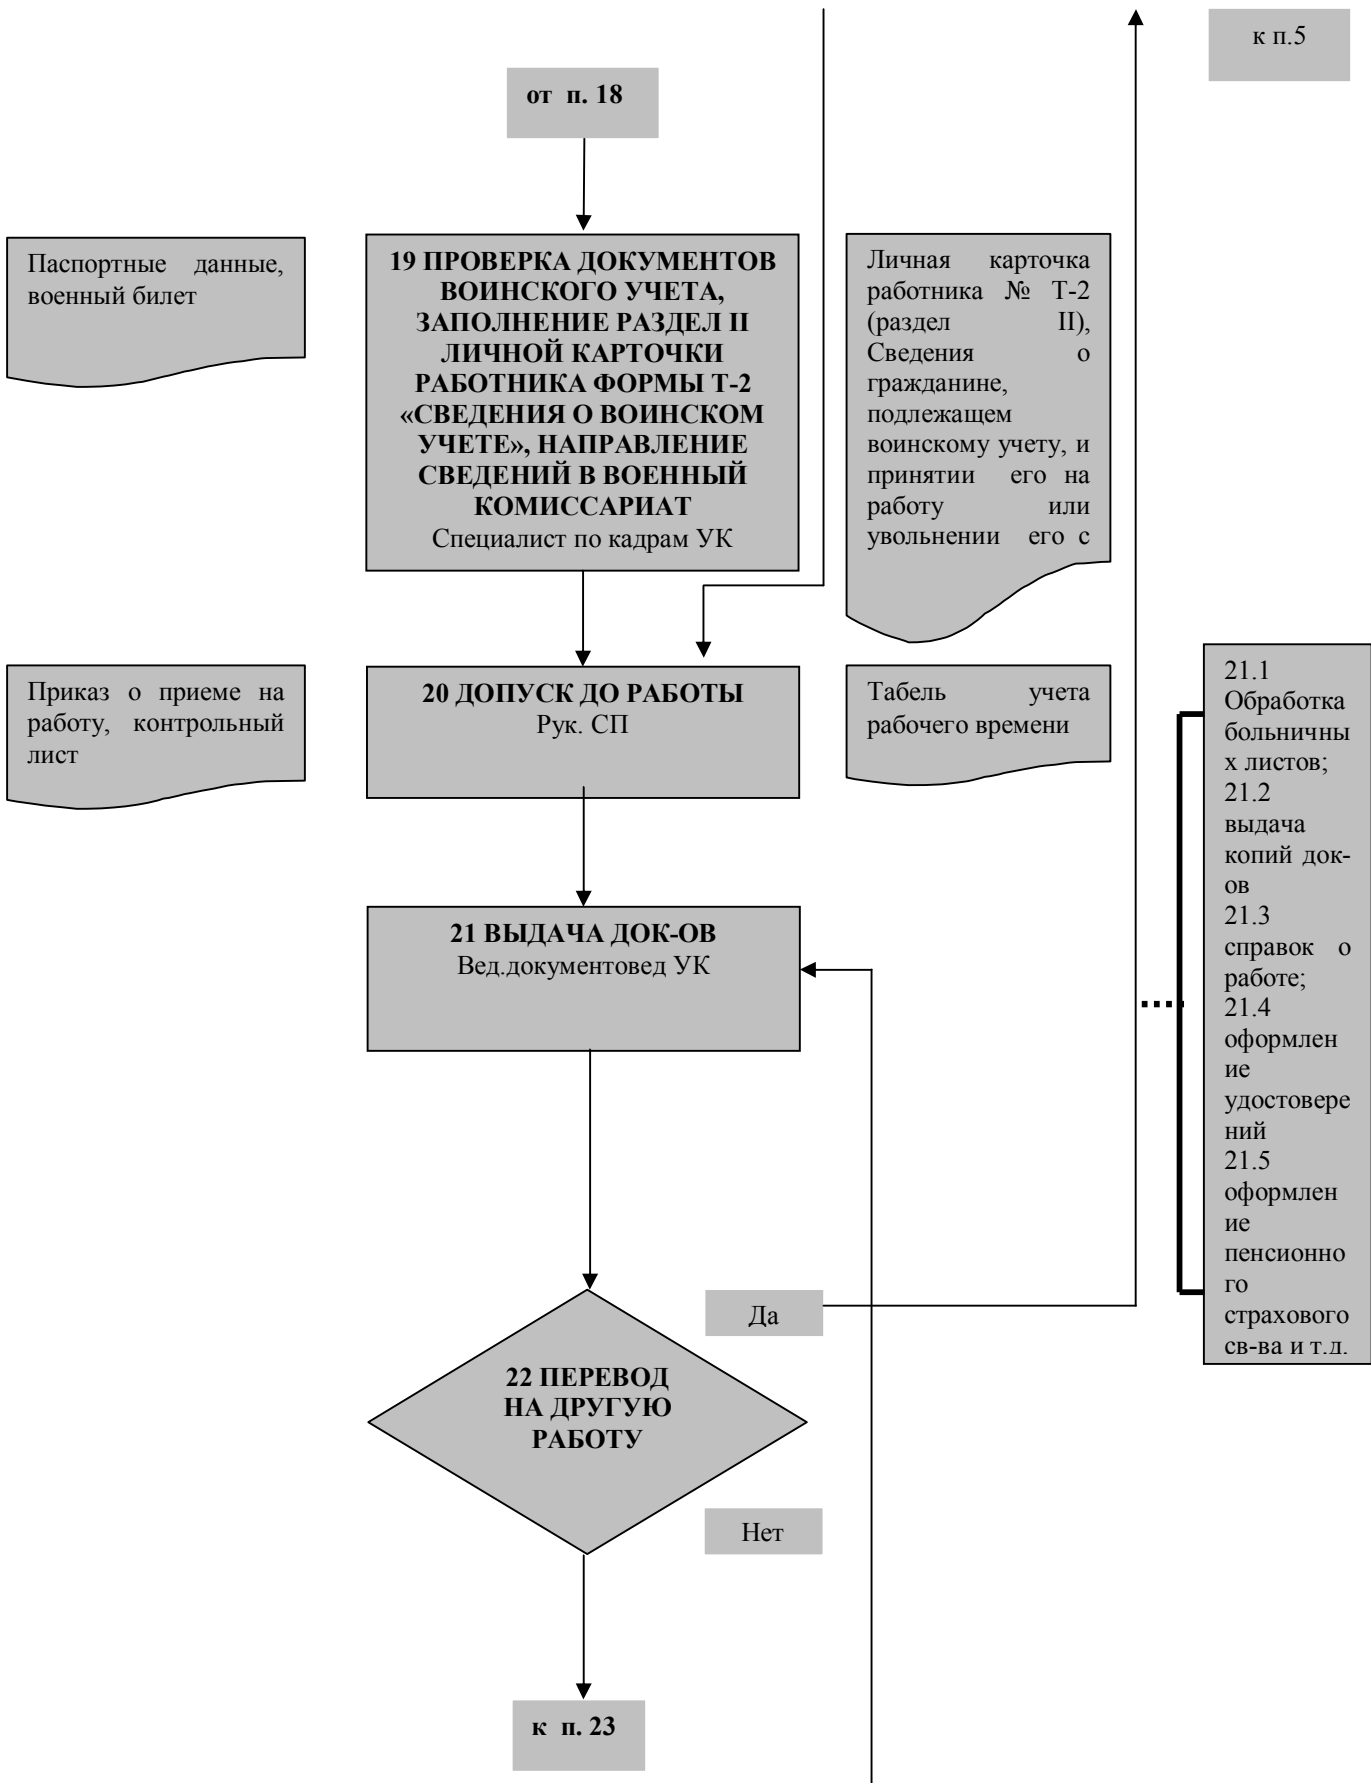 к п.5
от п. 18
Паспортные данные,
военный билет
19 ПРОВЕРКА ДОКУМЕНТОВ
ВОИНСКОГО УЧЕТА,
ЗАПОЛНЕНИЕ РАЗДЕЛ II
ЛИЧНОЙ КАРТОЧКИ
РАБОТНИКА ФОРМЫ Т-2
«СВЕДЕНИЯ О ВОИНСКОМ
УЧЕТЕ», НАПРАВЛЕНИЕ
СВЕДЕНИЙ В ВОЕННЫЙ
КОМИССАРИАТ
Специалист по кадрам УК
Личная карточка
работника № Т-2
(раздел II),
Сведения о
гражданине,
подлежащем
воинскому учету, и
принятии его на
работу или
увольнении его с
Приказ о приеме на
работу, контрольный
лист
20 ДОПУСК ДО РАБОТЫ
Рук. СП
Табель учета
рабочего времени
21 ВЫДАЧА ДОК-ОВ
Вед.документовед УК
21.1
Обработка
больничны
х листов;
21.2
выдача
копий док-
ов
21.3
справок о
работе;
21.4
оформлен
ие
удостовере
ний
21.5
оформлен
ие
пенсионно
го
страхового
св-ва и т.д.
Да
22 ПЕРЕВОД
НА ДРУГУЮ
РАБОТУ
Нет
к п. 23